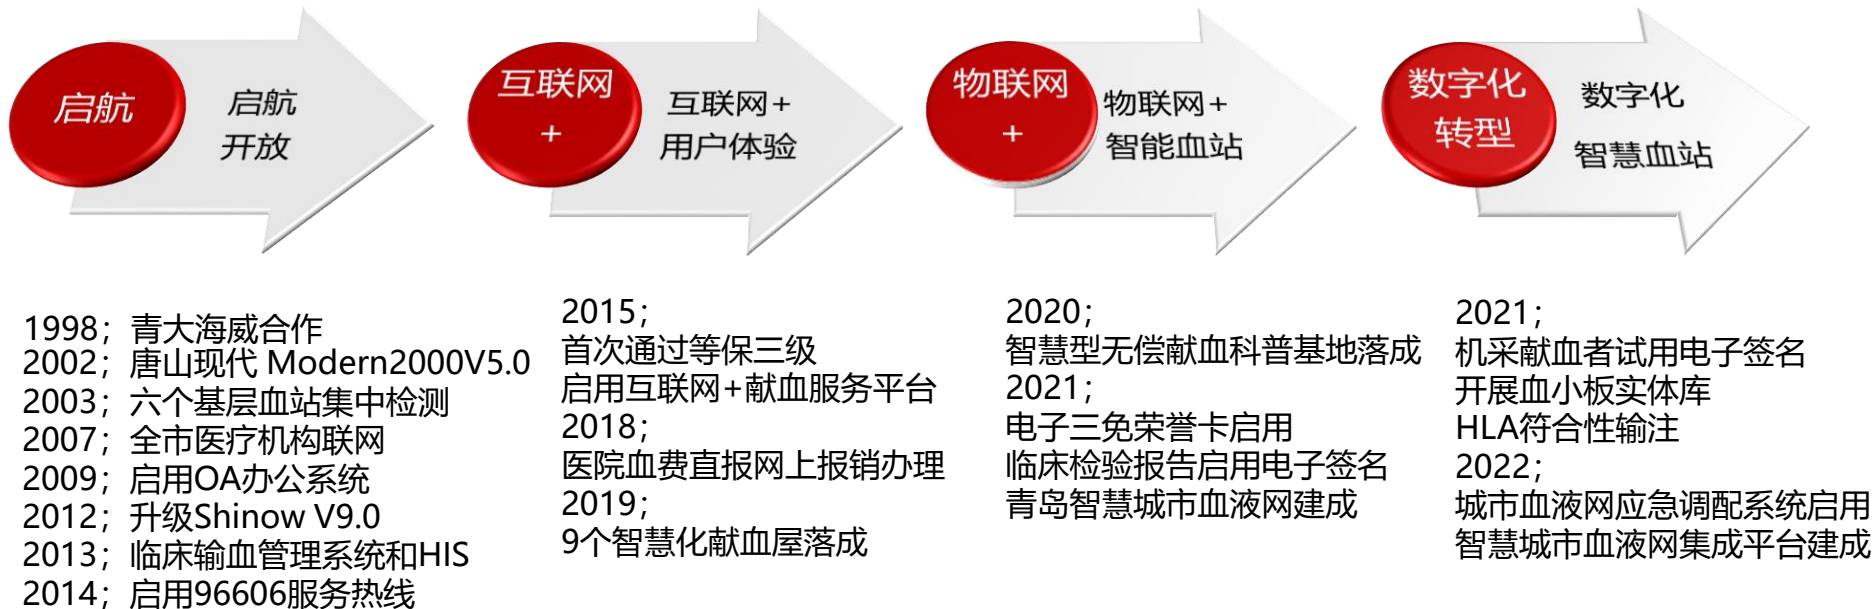 启航
启航
开放
互联网
+
互联网+
用户体验
物联网
+
物联网+
智能血站
数字化
转型
数字化
智慧血站
1998；青大海威合作
2002；唐山现代 Modern2000V5.0
2003；六个基层血站集中检测
2007；全市医疗机构联网
2009；启用OA办公系统
2012；升级Shinow V9.0
2013；临床输血管理系统和HIS
2014；启用96606服务热线
2015；
首次通过等保三级
启用互联网+献血服务平台
2018；
医院血费直报网上报销办理
2019；
9个智慧化献血屋落成
2020；
智慧型无偿献血科普基地落成
2021；
电子三免荣誉卡启用
临床检验报告启用电子签名
青岛智慧城市血液网建成
2021；
机采献血者试用电子签名
开展血小板实体库
HLA符合性输注
2022；
城市血液网应急调配系统启用
智慧城市血液网集成平台建成